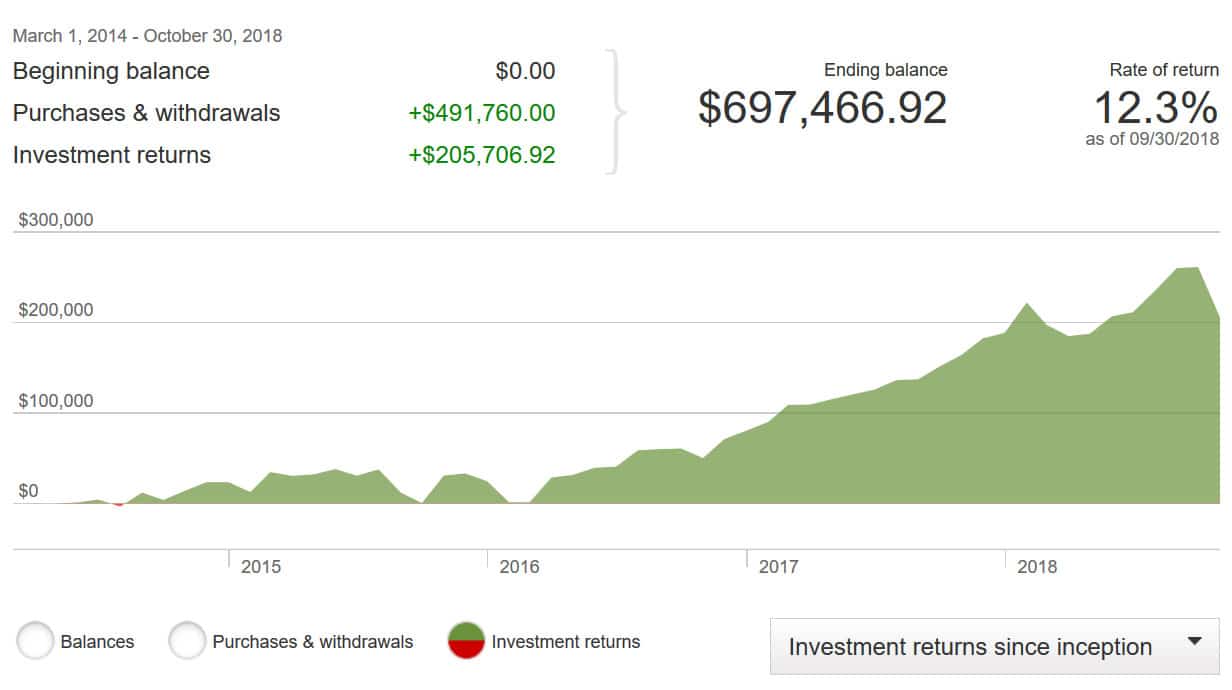 March 1, 2014 - October 30, 2018
Beginning balance $0.00
Purchases & withdrawals +$491,760.00
Investment returns +$205,706.92
Ending balance
$697,466.92
Rate of return
12.3%
as of 09/30/2018
$300,000
$200,000
$100,000
$0
2015 2016 2017 2018
Balances Purchases & withdrawals Investment returns
Investment returns since inception